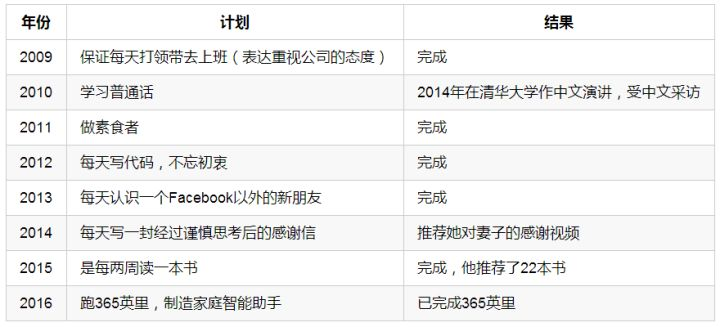 年份 计划 结果
2009 保证每天打领带去上班（表达重视公司的态度） 完成
2010 学习普通话 2014年在清华大学作中文演讲，受中文采访
2011 做素食者 完成
2012 每天写代码，不忘初衷 完成
2013 每天认识一个Facebook以外的新朋友 完成
2014 每天写一封经过谨慎思考后的感谢信 推荐她对妻子的感谢视频
2015 是每两周读一本书 完成，他推荐了22本书
2016 跑365英里，制造家庭智能助手 已完成365英里